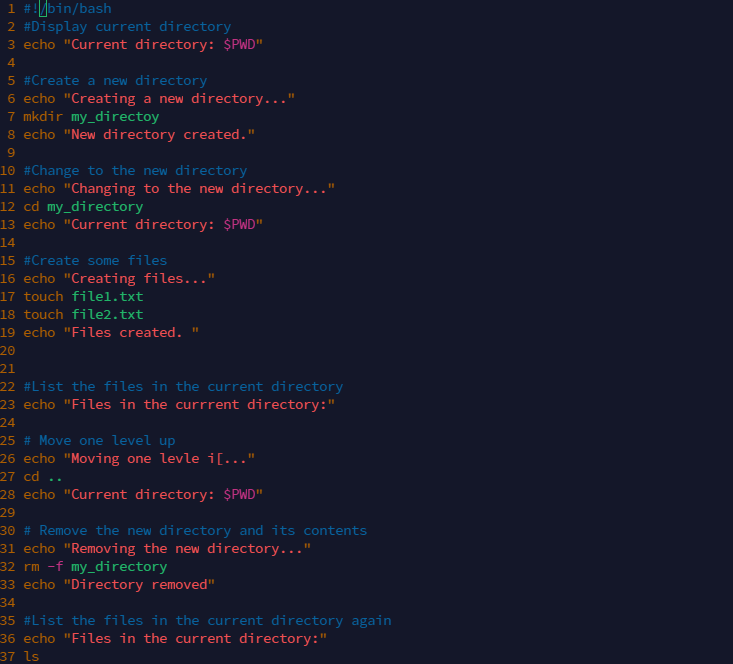 1 #!/bin/bash
2 #Display current directory
3 echo "Current directory: $PWD"
4
5 #Create a new directory
6 echo "Creating a new directory..."
7 mkdir my_directoy
8 echo "New directory created."
9
10 #Change to the new directory
11 echo "Changing to the new directory..."
12 cd my_directory
13 echo "Current directory: $PWD"
14
15 #Create some files
16 echo "Creating files..."
17 touch file1.txt
18 touch file2.txt
19 echo "Files created. "
20
21
22 #List the files in the current directory
23 echo "Files in the currrent directory:"
24
25 # Move one level up
26 echo "Moving one levle i[..."
27 cd ..
28 echo "Current directory: $PWD"
29
30 # Remove the new directory and its contents
31 echo "Removing the new directory..."
32 rm -f my_directory
33 echo "Directory removed"
34
35 #List the files in the current directory again
36 echo "Files in the current directory:"
37 ls